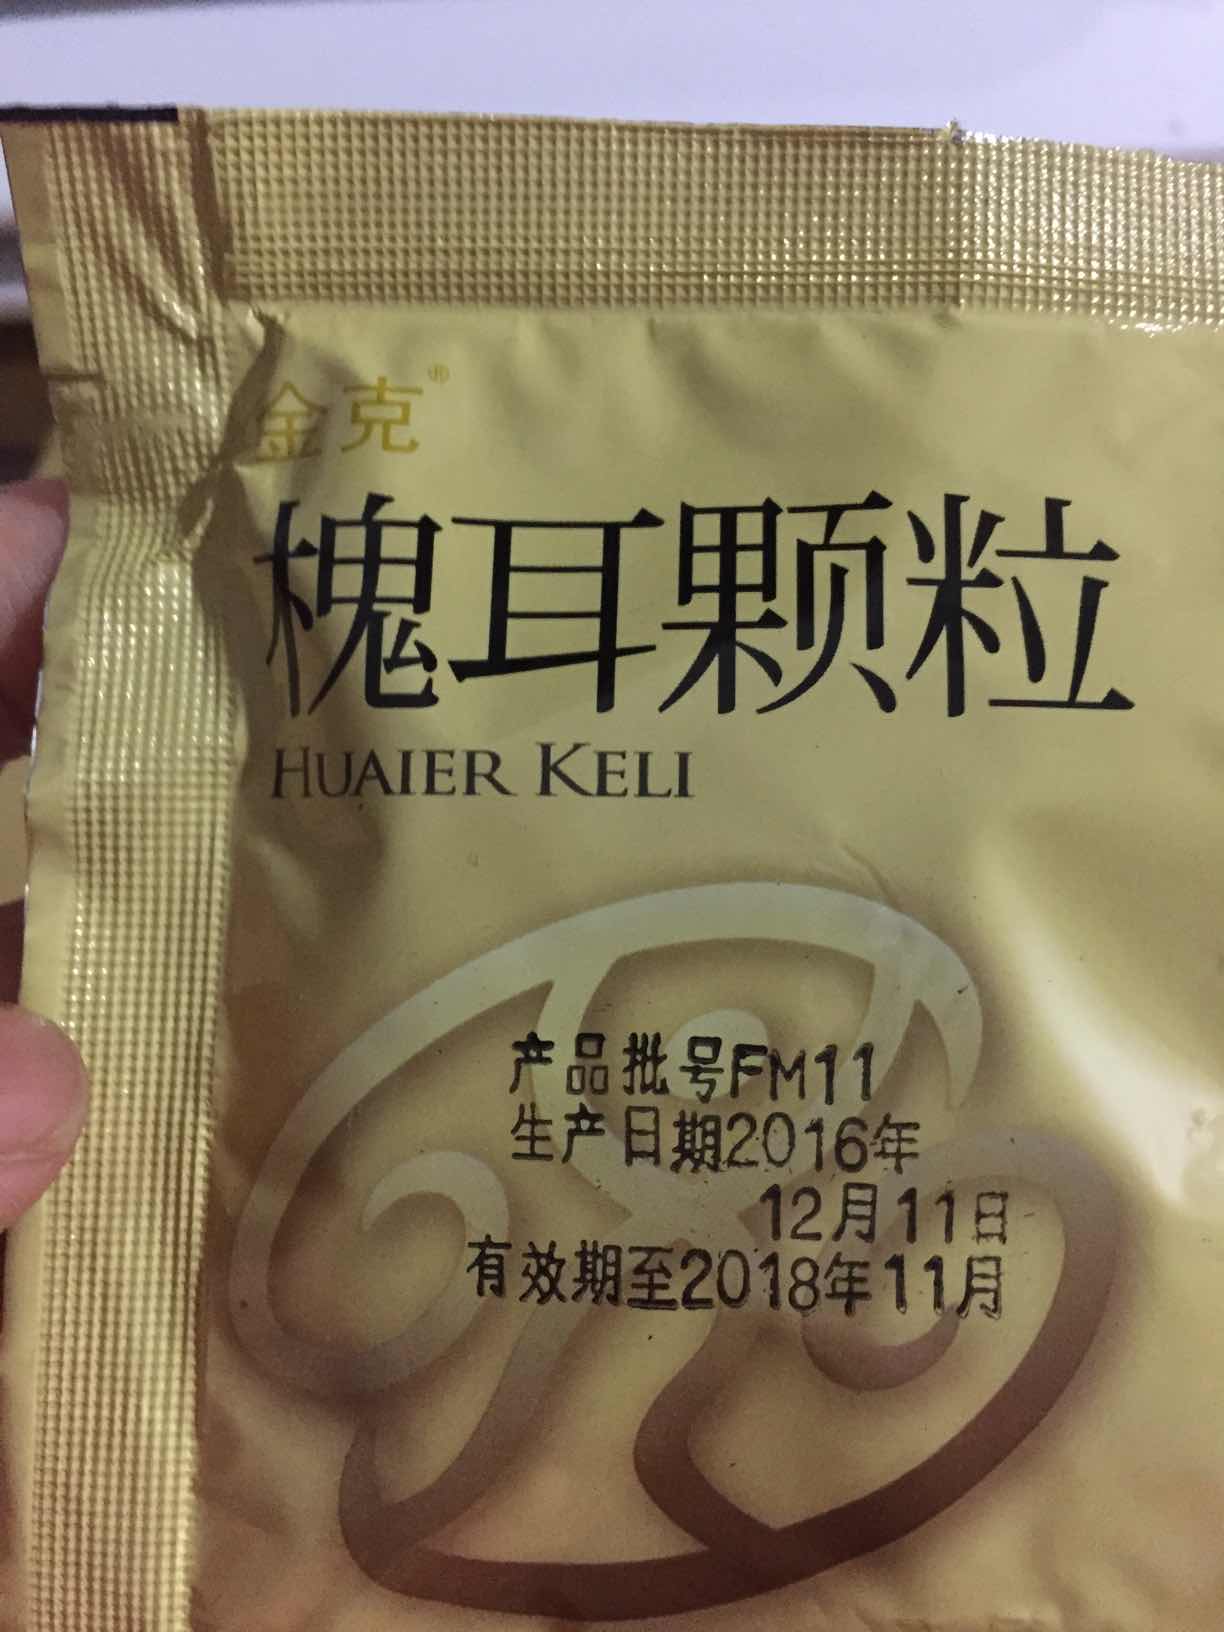 金克®
槐耳颗粒
HUAIER KELI
产品批号FM11
生产日期2016年
12月11日
有效期至2018年11月